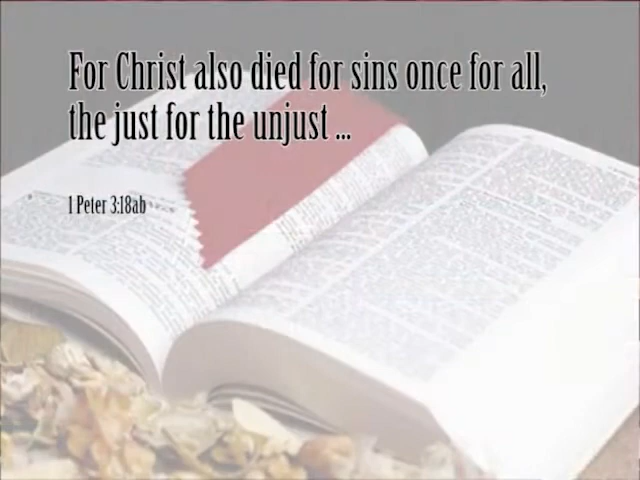 For Christ also died for sins once for all,
the just for the unjust ...
1 Peter 3:18ab